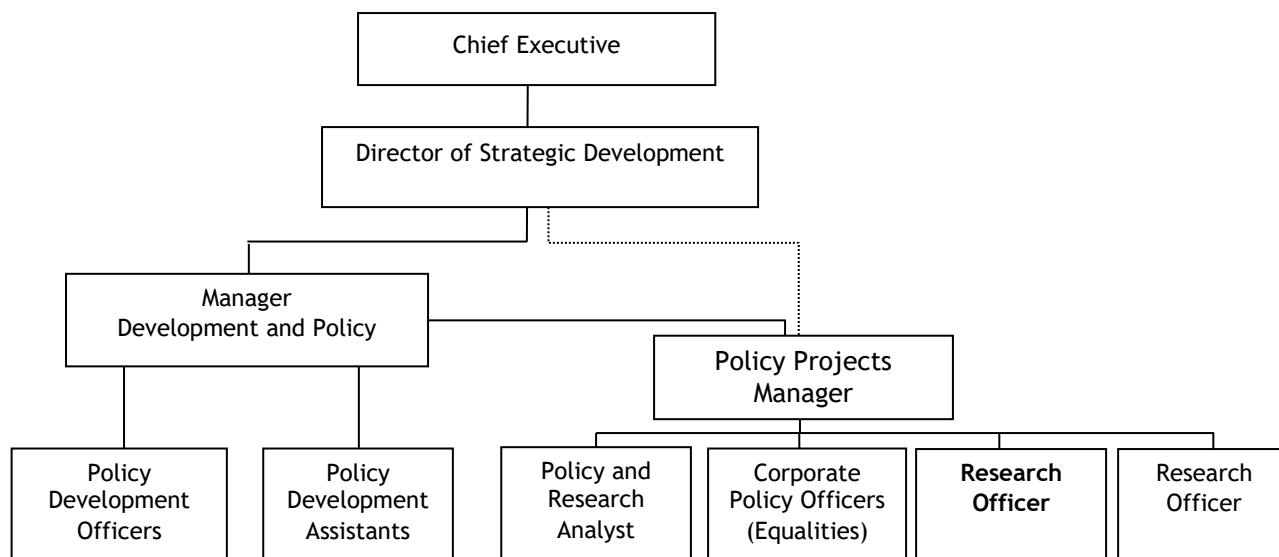 Chief Executive
Director of Strategic Development
Manager
Development and Policy
Policy Projects
Manager
Policy
Development
Officers
Policy
Development
Assistants
Policy and
Research
Analyst
Corporate
Policy Officers
(Equalities)
Research
Officer
Research
Officer